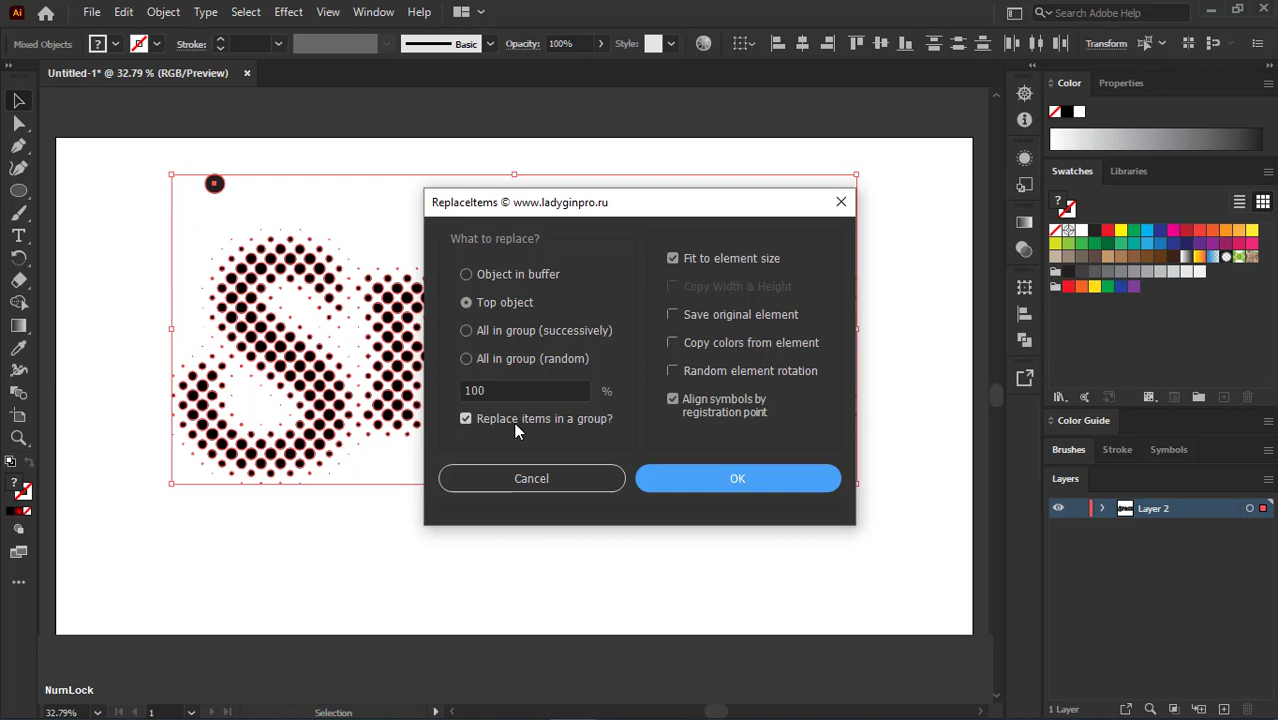 Ai File Edit Object Type Select Effect View Window Help Search Adobe Help
Mixed Objects ? Stroke: Basic Opacity: 100% Style: Transform
Untitled-1* @ 32.79 % (RGB/Preview) ×
Color Properties
Swatches Libraries
?
ReplaceItems © www.ladyginpro.ru
What to replace?
Object in buffer
Top object
All in group (successively)
All in group (random)
100 %
Replace items in a group?
Fit to element size
Copy Width & Height
Save original element
Copy colors from element
Random element rotation
Align symbols by
registration point
Cancel OK
Color Guide
Brushes Stroke Symbols
Layers
Layer 2
T
?
NumLock
32.79% 1 Selection
1 Layer